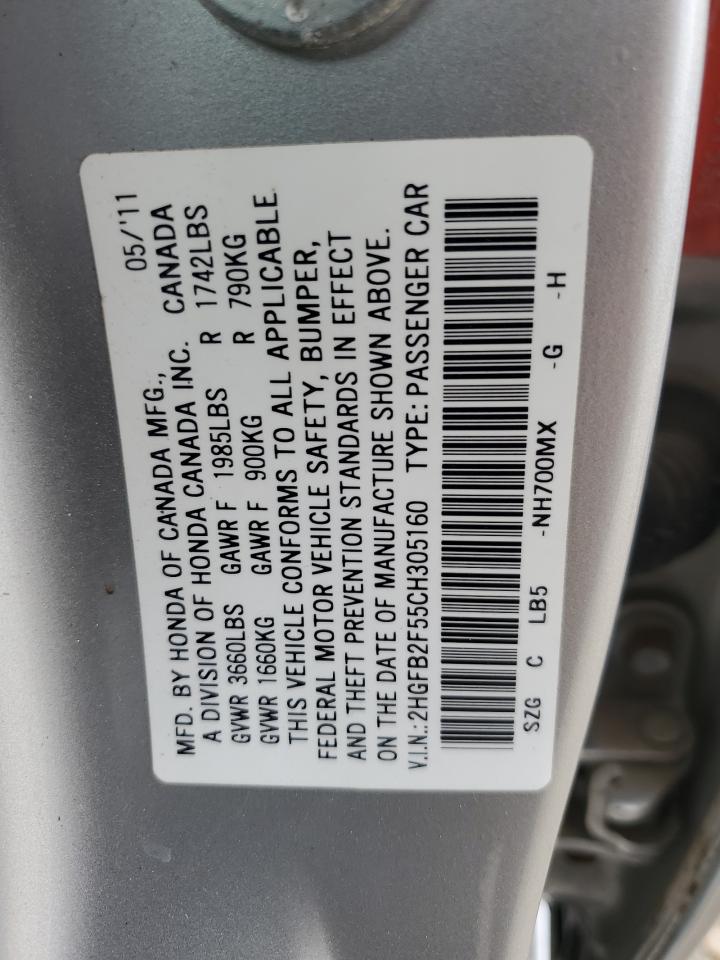 05/'11
MFD. BY HONDA OF CANADA MFG.,
A DIVISION OF HONDA CANADA INC. CANADA
GVWR 3660LBS GAWR F 1985LBS R 1742LBS
GVWR 1660KG GAWR F 900KG R 790KG
THIS VEHICLE CONFORMS TO ALL APPLICABLE
FEDERAL MOTOR VEHICLE SAFETY, BUMPER,
AND THEFT PREVENTION STANDARDS IN EFFECT
ON THE DATE OF MANUFACTURE SHOWN ABOVE.
V.I.N.:2HGFB2F55CH305160 TYPE:PASSENGER CAR
SZG C LB5 -NH700MX -G -H